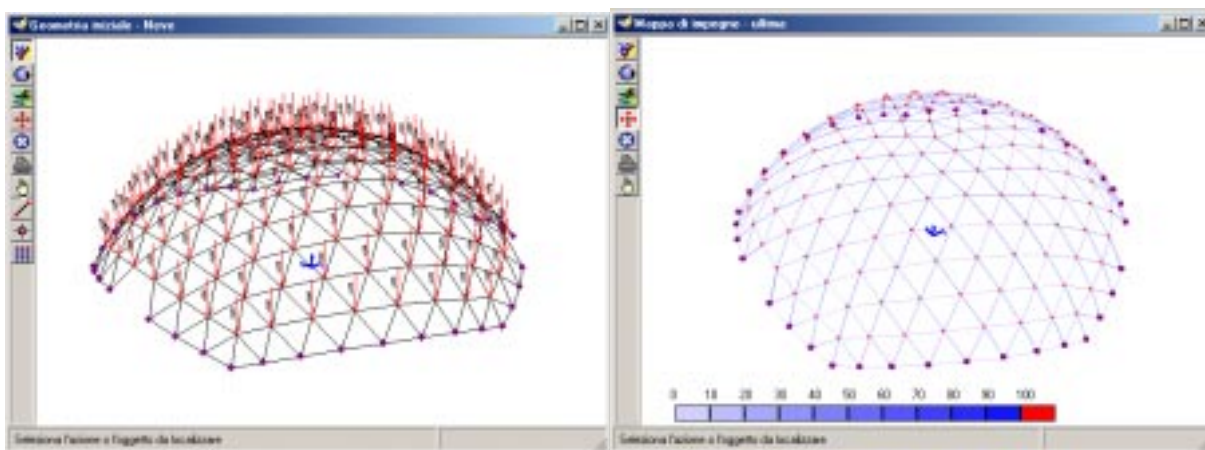 Geometria iniziale - Neve
Mappa di impegno - ultima
0 10 20 30 40 50 60 70 80 90 100
Seleziona l'azione o l'oggetto da localizzare
Seleziona l'azione o l'oggetto da localizzare